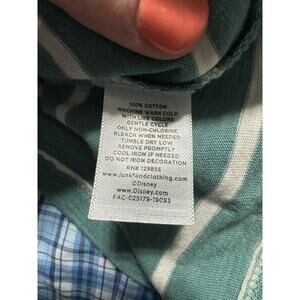 100% COTTON
MACHINE WASH COLD
WITH LIKE COLORS
GENTLE CYCLE
ONLY NON-CHLORINE
BLEACH WHEN NEEDED
TUMBLE DRY LOW
REMOVE PROMPTLY
COOL IRON IF NEEDED
DO NOT IRON DECORATION
RN# 129855
www.junkfoodclothing.com
©Disney
www.Disney.com
FAC-025179-19093